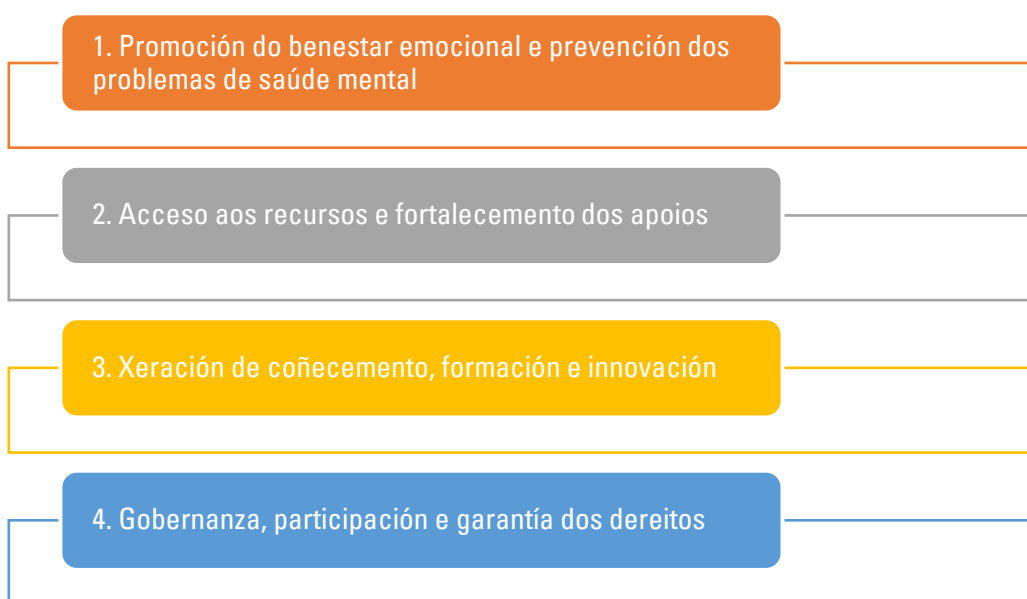 1. Promoción do benestar emocional e prevención dos
problemas de saúde mental
2. Acceso aos recursos e fortalecemento dos apoios
3. Xeración de coñecemento, formación e innovación
4. Gobernanza, participación e garantía dos dereitos